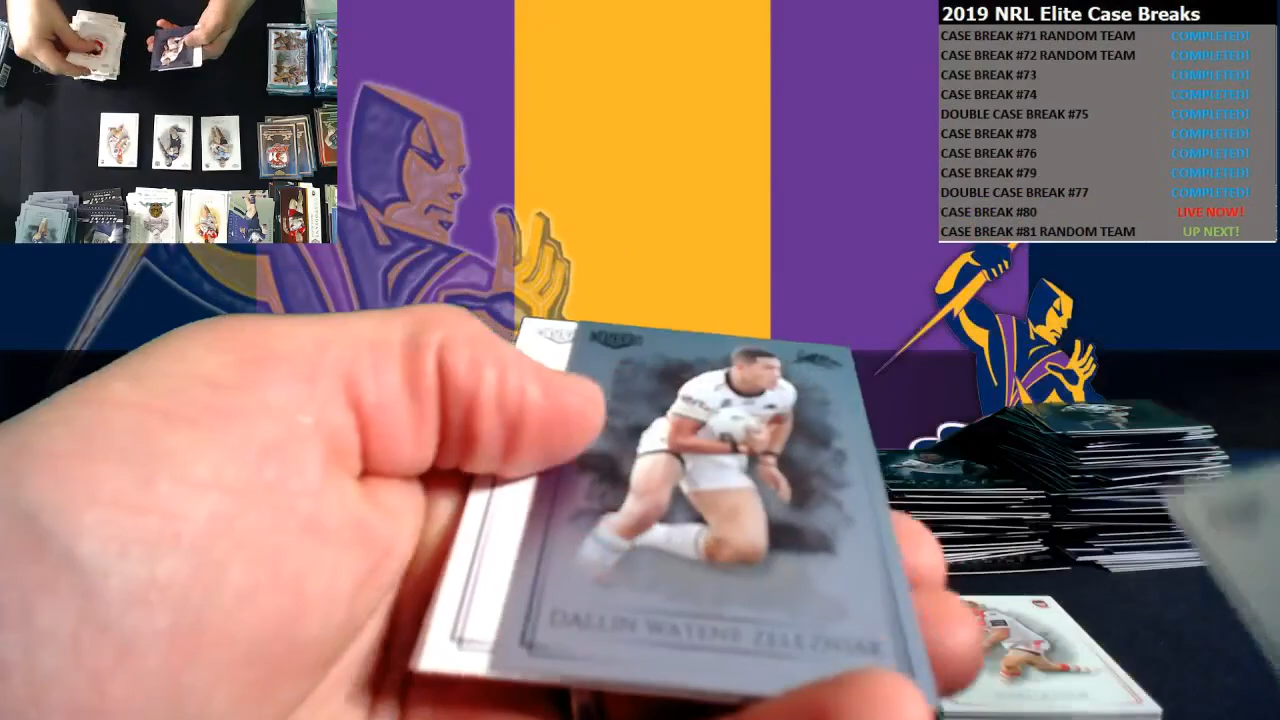 2019 NRL Elite Case Breaks
CASE BREAK #71 RANDOM TEAM COMPLETED!
CASE BREAK #72 RANDOM TEAM COMPLETED!
CASE BREAK #73 COMPLETED!
CASE BREAK #74 COMPLETED!
DOUBLE CASE BREAK #75 COMPLETED!
CASE BREAK #78 COMPLETED!
CASE BREAK #76 COMPLETED!
CASE BREAK #79 COMPLETED!
DOUBLE CASE BREAK #77 COMPLETED!
CASE BREAK #80 LIVE NOW!
CASE BREAK #81 RANDOM TEAM UP NEXT!
DALLIN WATENE ZELEZNIAK